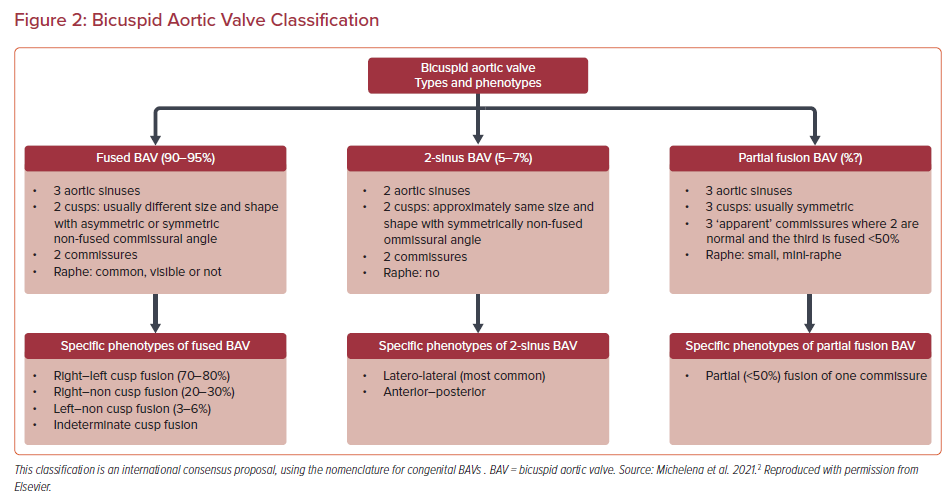 Figure 2: Bicuspid Aortic Valve Classification
Bicuspid aortic valve
Types and phenotypes
Fused BAV (90–95%)
• 3 aortic sinuses
• 2 cusps: usually different size and shape
with asymmetric or symmetric
non-fused commissural angle
• 2 commissures
• Raphe: common, visible or not
2-sinus BAV (5–7%)
• 2 aortic sinuses
• 2 cusps: approximately same size and
shape with symmetrically non-fused
ommissural angle
• 2 commissures
• Raphe: no
Partial fusion BAV (%?)
• 3 aortic sinuses
• 3 cusps: usually symmetric
• 3 ‘apparent’ commissures where 2 are
normal and the third is fused <50%
• Raphe: small, mini-raphe
Specific phenotypes of fused BAV
• Right–left cusp fusion (70–80%)
• Right–non cusp fusion (20–30%)
• Left–non cusp fusion (3–6%)
• Indeterminate cusp fusion
Specific phenotypes of 2-sinus BAV
• Latero-lateral (most common)
• Anterior–posterior
Specific phenotypes of partial fusion BAV
• Partial (<50%) fusion of one commissure
This classification is an international consensus proposal, using the nomenclature for congenital BAVs . BAV = bicuspid aortic valve. Source: Michelena et al. 2021.² Reproduced with permission from
Elsevier.